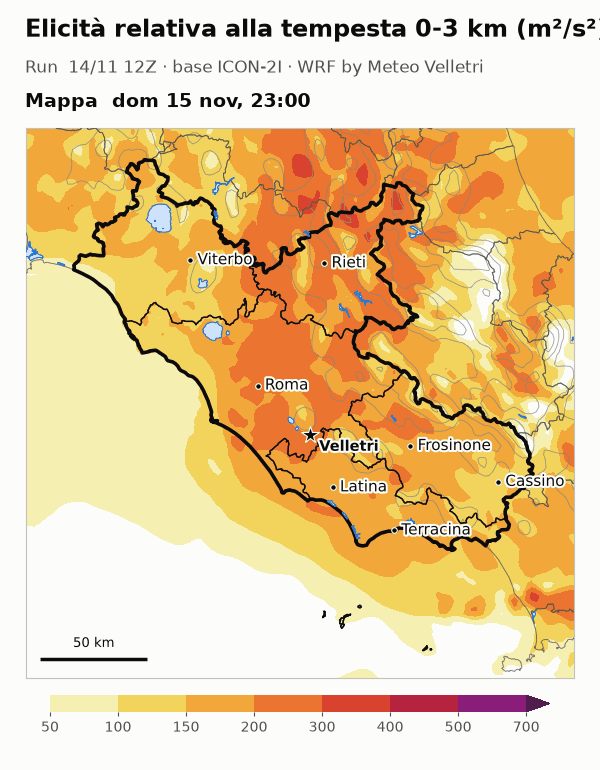 Elicità relativa alla tempesta 0-3 km (m²/s²)
Run 14/11 12Z · base ICON-2I · WRF by Meteo Velletri
Mappa dom 15 nov, 23:00
Viterbo
Rieti
Roma
Velletri
Frosinone
Cassino
Latina
Terracina
50 km
50 100 150 200 300 400 500 700